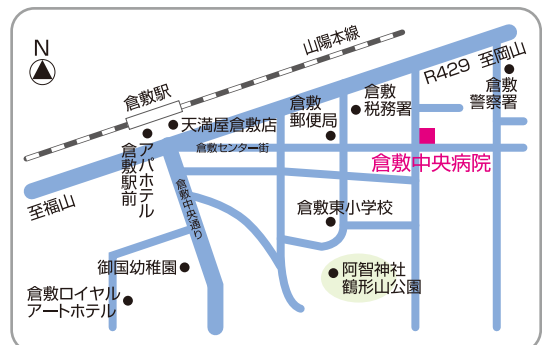 N
山陽本線
R429 至岡山
倉敷駅
倉敷
警察署
倉敷
税務署
倉敷
郵便局
天満屋倉敷店
倉敷センター街
アパホテル
倉敷駅前
倉敷中央病院
至福山
倉敷中央通り
倉敷東小学校
御国幼稚園
阿智神社
鶴形山公園
倉敷ロイヤル
アートホテル